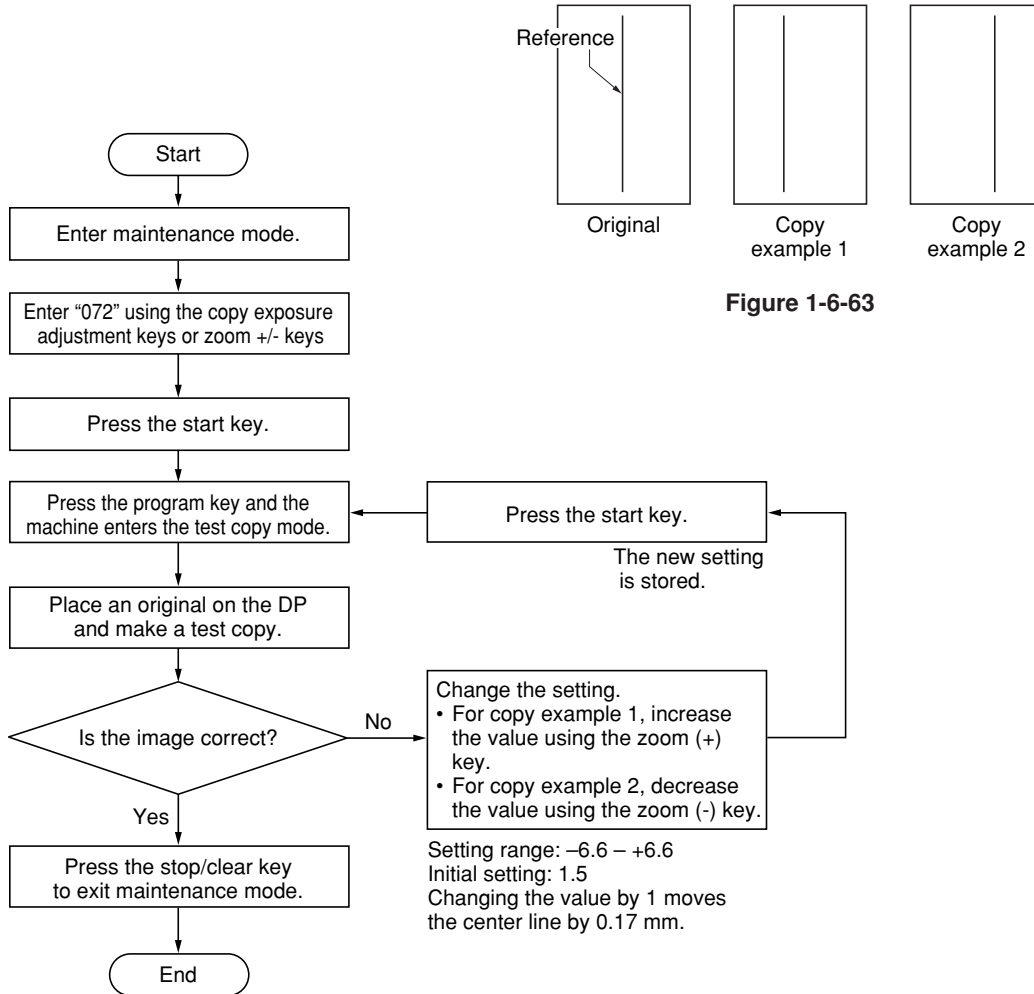 Reference
Original
Copy
example 1
Copy
example 2
Figure 1-6-63
Start
Enter maintenance mode.
Enter “072” using the copy exposure
adjustment keys or zoom +/- keys
Press the start key.
Press the program key and the
machine enters the test copy mode.
Place an original on the DP
and make a test copy.
Is the image correct?
No
Yes
Change the setting.
• For copy example 1, increase
the value using the zoom (+)
key.
• For copy example 2, decrease
the value using the zoom (-) key.
Setting range: –6.6 – +6.6
Initial setting: 1.5
Changing the value by 1 moves
the center line by 0.17 mm.
Press the start key.
The new setting
is stored.
Press the stop/clear key
to exit maintenance mode.
End